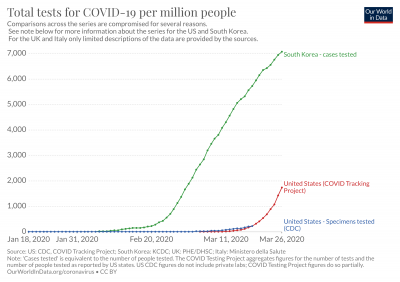 Total tests for COVID-19 per million people
Our World
in Data
Comparisons across the series are compromised for several reasons.
See note below for more information about the series for the US and South Korea.
For the UK and Italy only limited descriptions of the data are provided by the sources.
7,000
South Korea - cases tested
6,000
5,000
4,000
3,000
2,000
United States (COVID Tracking
Project)
1,000
United States - Specimens tested
(CDC)
0
Jan 18, 2020
Jan 31, 2020
Feb 20, 2020
Mar 11, 2020
Mar 26, 2020
Source: US: CDC, COVID Tracking Project; South Korea: KCDC; UK: PHE/DHSC; Italy: Ministero della Salute
Note: 'Cases tested' is equivalent to the number of people tested. The COVID Testing Project aggregates figures for the number of tests and the
number of people tested as reported by US states. US CDC figures do not include private labs; COVID Testing Project figures do so partially.
OurWorldInData.org/coronavirus • CC BY